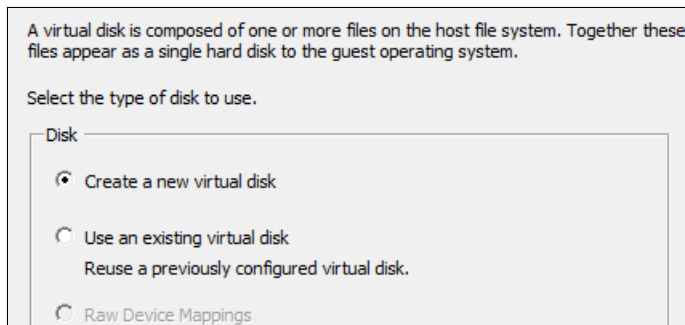 A virtual disk is composed of one or more files on the host file system. Together these
files appear as a single hard disk to the guest operating system.
Select the type of disk to use.
Disk
Create a new virtual disk
Use an existing virtual disk
Reuse a previously configured virtual disk.
Raw Device Mappings